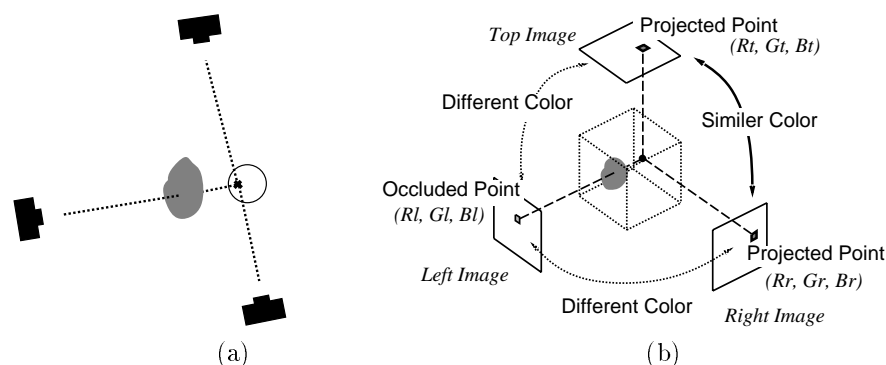 Projected Point
Top Image
(Rt, Gt, Bt)
Different Color
Similer Color
Occluded Point
(Rl, Gl, Bl)
Projected Point
Left Image
(Rr, Gr, Br)
Different Color
Right Image
(a)
(b)